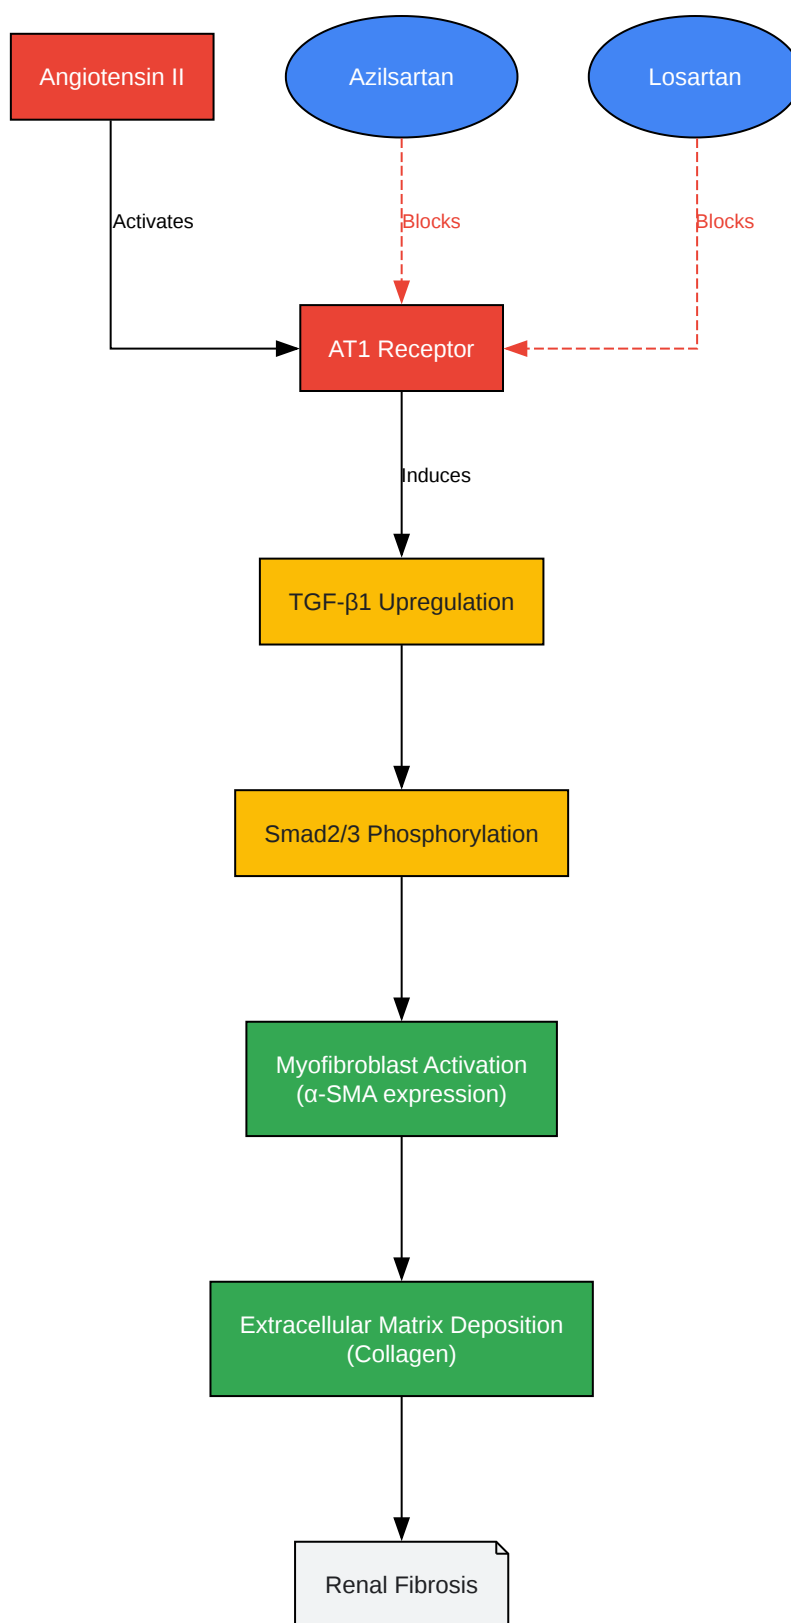 Angiotensin II
Azilsartan
Losartan
Activates
Blocks
Blocks
AT1 Receptor
Induces
TGF-β1 Upregulation
Smad2/3 Phosphorylation
Myofibroblast Activation
(α-SMA expression)
Extracellular Matrix Deposition
(Collagen)
Renal Fibrosis